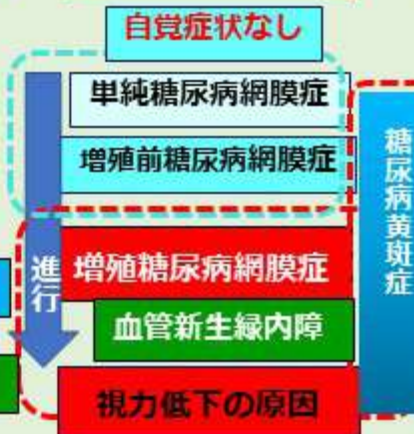 自覚症状なし
単純糖尿病網膜症
増殖前糖尿病網膜症
増殖糖尿病網膜症
血管新生緑内障
視力低下の原因
進行
糖尿病黄斑症